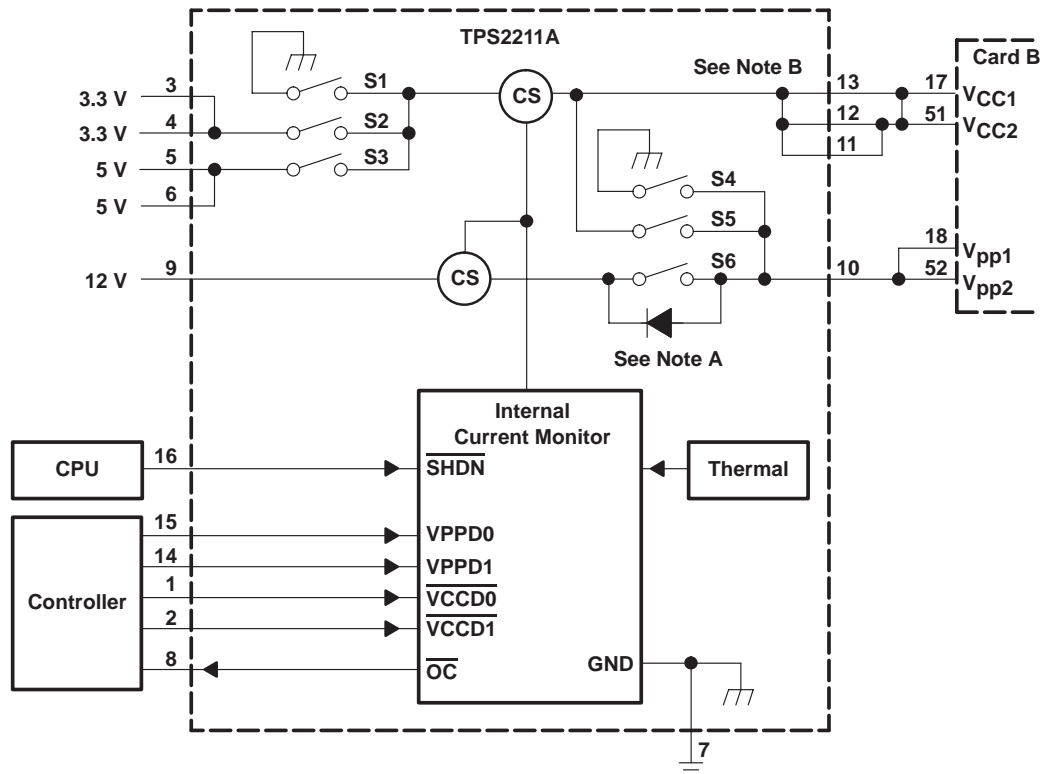 TPS2211A
Card B
See Note B
3
S1
CS
13
17
VCC1
3.3 V
4
S2
12
51
VCC2
3.3 V
5
S3
11
5 V
6
5 V
S4
S5
18
Vpp1
12 V
9
CS
S6
10
52
Vpp2
See Note A
Internal
Current Monitor
CPU
16
SHDN
Thermal
15
VPPD0
14
VPPD1
Controller
1
VCCD0
2
VCCD1
8
OC
GND
7